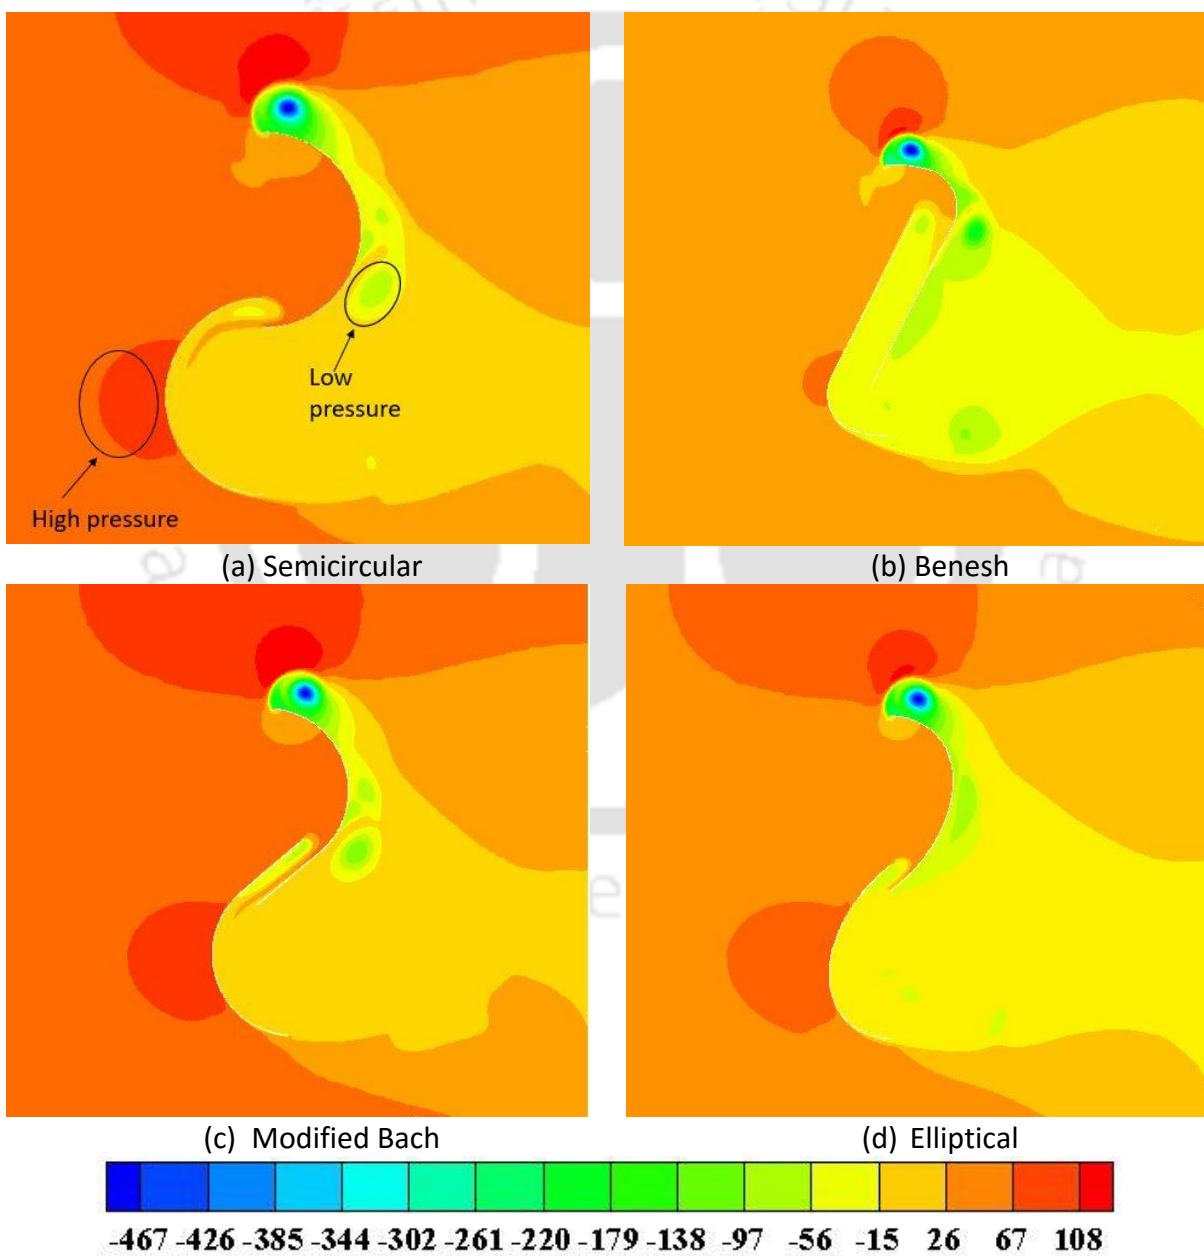 Low
pressure
High pressure
(a) Semicircular
(b) Benesh
(c) Modified Bach
(d) Elliptical
-467 -426 -385 -344 -302 -261 -220 -179 -138 -97 -56 -15 26 67 108